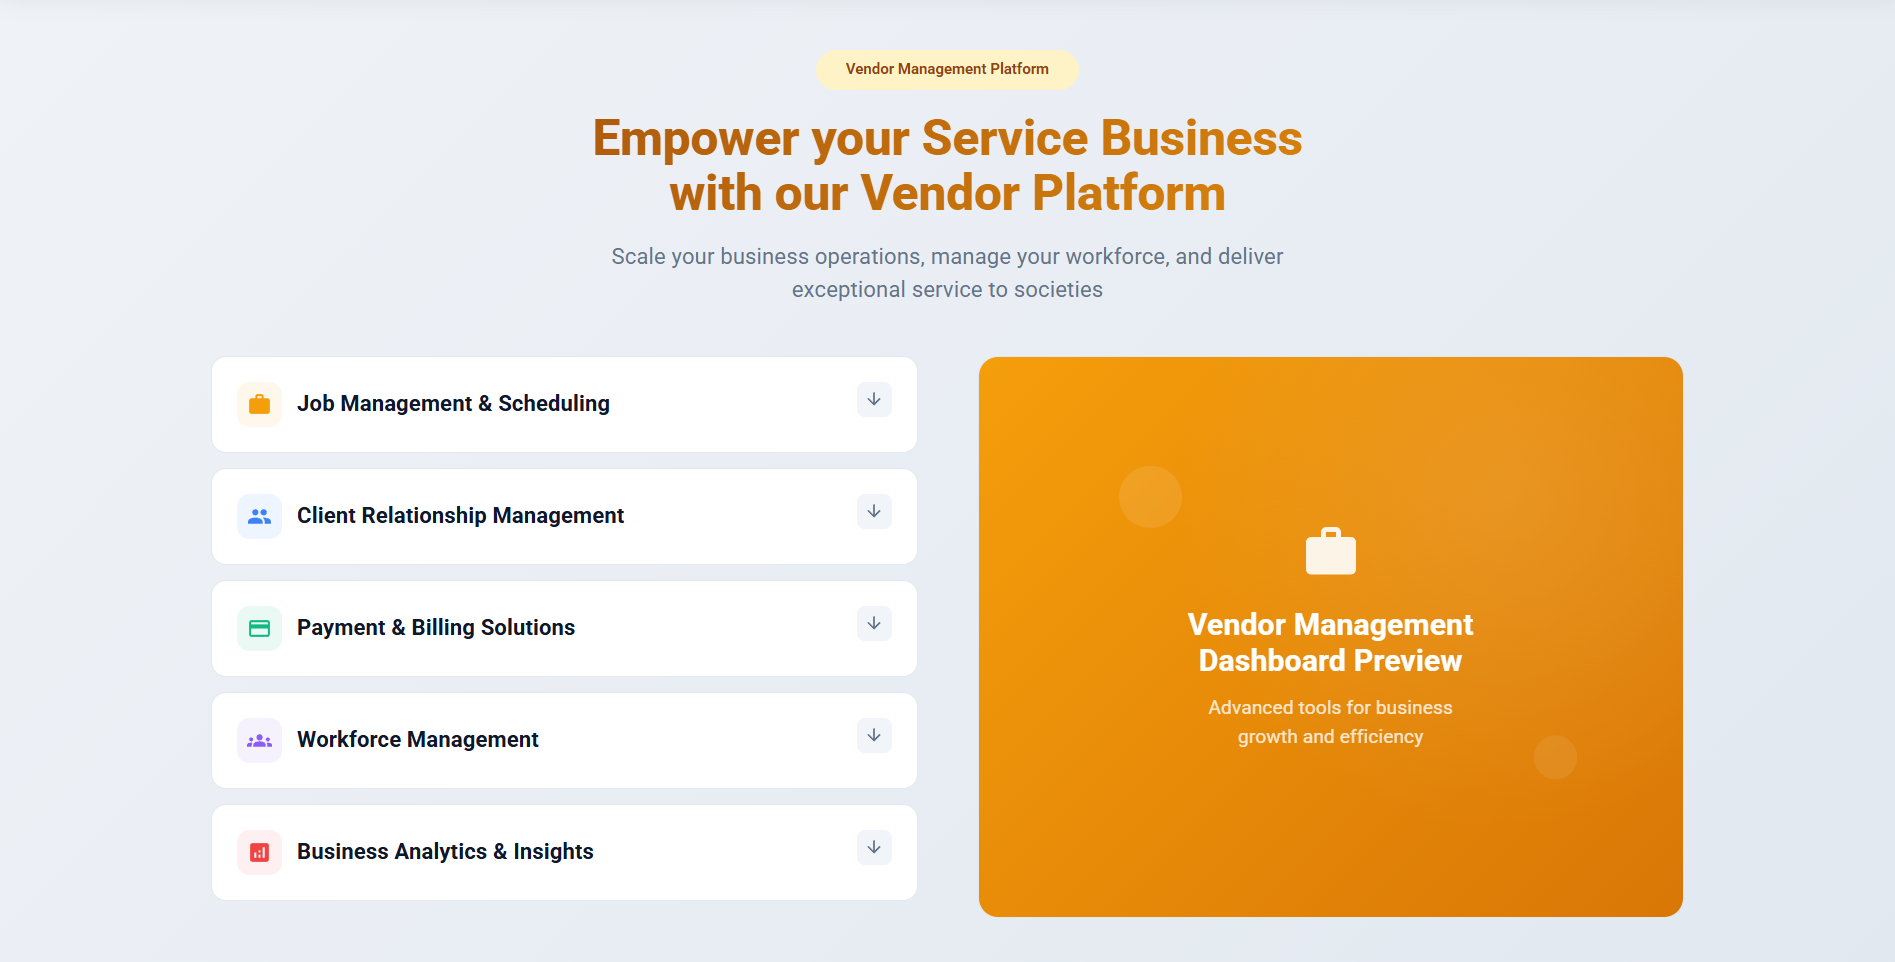 Vendor Management Platform
Empower your Service Business
with our Vendor Platform
Scale your business operations, manage your workforce, and deliver
exceptional service to societies
Job Management & Scheduling
Client Relationship Management
Payment & Billing Solutions
Workforce Management
Business Analytics & Insights
Vendor Management
Dashboard Preview
Advanced tools for business
growth and efficiency